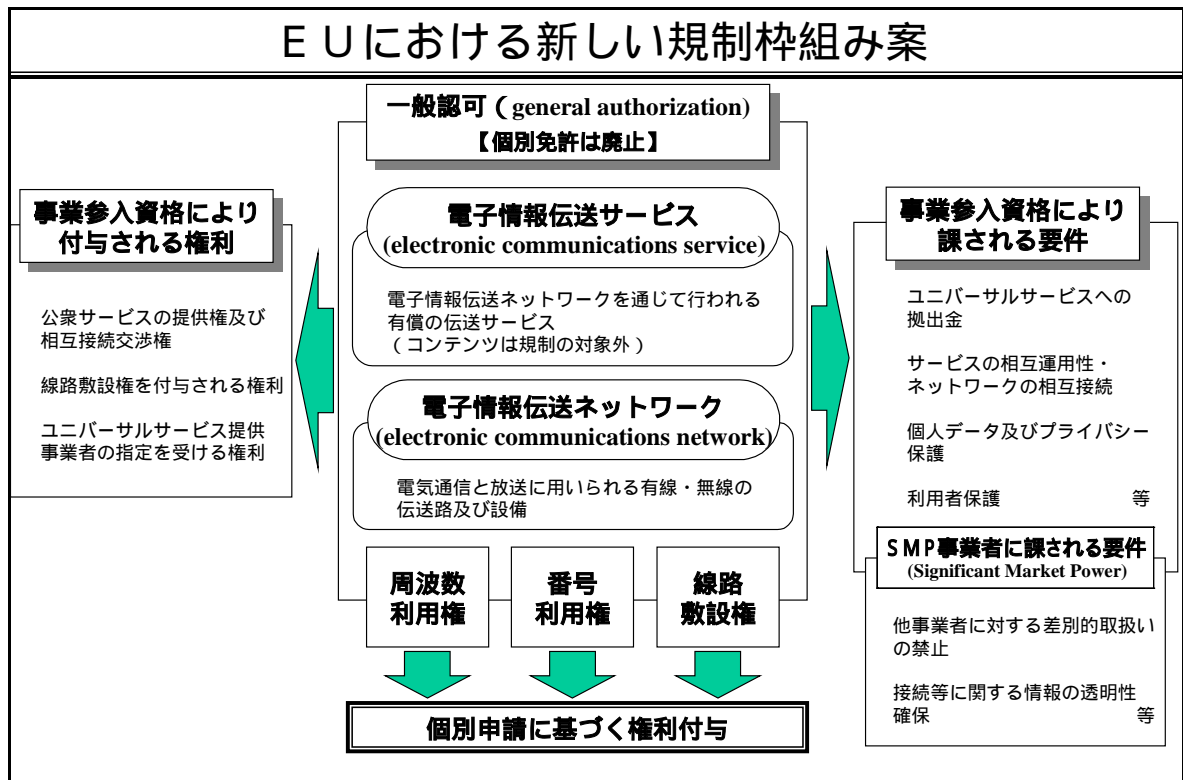 ＥＵにおける新しい規制枠組み案
一般認可（general authorization)
【個別免許は廃止】
事業参入資格により
付与される権利
公衆サービスの提供権及び
相互接続交渉権
線路敷設権を付与される権利
ユニバーサルサービス提供
事業者の指定を受ける権利
電子情報伝送サービス
(electronic communications service)
電子情報伝送ネットワークを通じて行われる
有償の伝送サービス
（コンテンツは規制の対象外）
電子情報伝送ネットワーク
(electronic communications network)
電気通信と放送に用いられる有線・無線の
伝送路及び設備
周波数
利用権
番号
利用権
線路
敷設権
個別申請に基づく権利付与
事業参入資格により
課される要件
ユニバーサルサービスへの
拠出金
サービスの相互運用性・
ネットワークの相互接続
個人データ及びプライバシー
保護
利用者保護　　　　　　等
ＳＭＰ事業者に課される要件
(Significant Market Power)
他事業者に対する差別的取扱い
の禁止
接続等に関する情報の透明性
確保　　　　　　　　　等